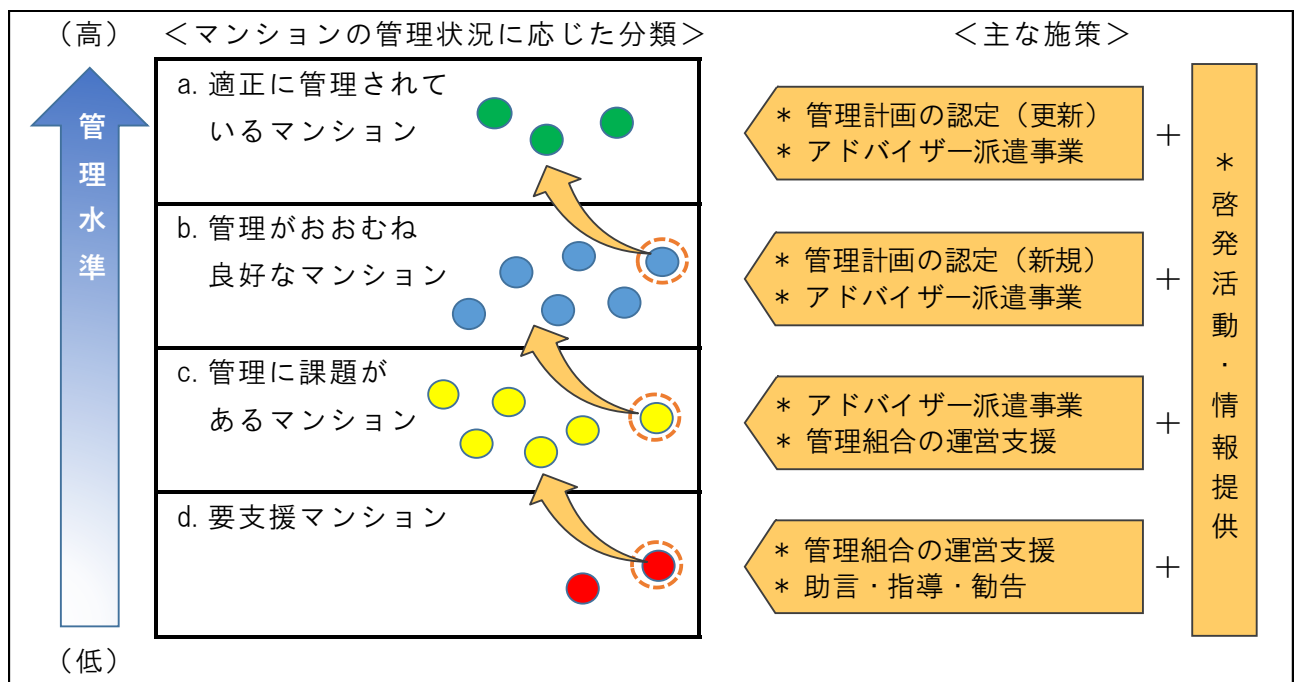 （高）
＜マンションの管理状況に応じた分類＞
＜主な施策＞
管理水準
a. 適正に管理されて
いるマンション
＊ 管理計画の認定（更新）
＊ アドバイザー派遣事業
＋
b. 管理がおおむね
良好なマンション
＊ 管理計画の認定（新規）
＊ アドバイザー派遣事業
＋
c. 管理に課題が
あるマンション
＊ アドバイザー派遣事業
＊ 管理組合の運営支援
＋
d. 要支援マンション
＊ 管理組合の運営支援
＊ 助言・指導・勧告
＋
＊啓発活動・情報提供
（低）